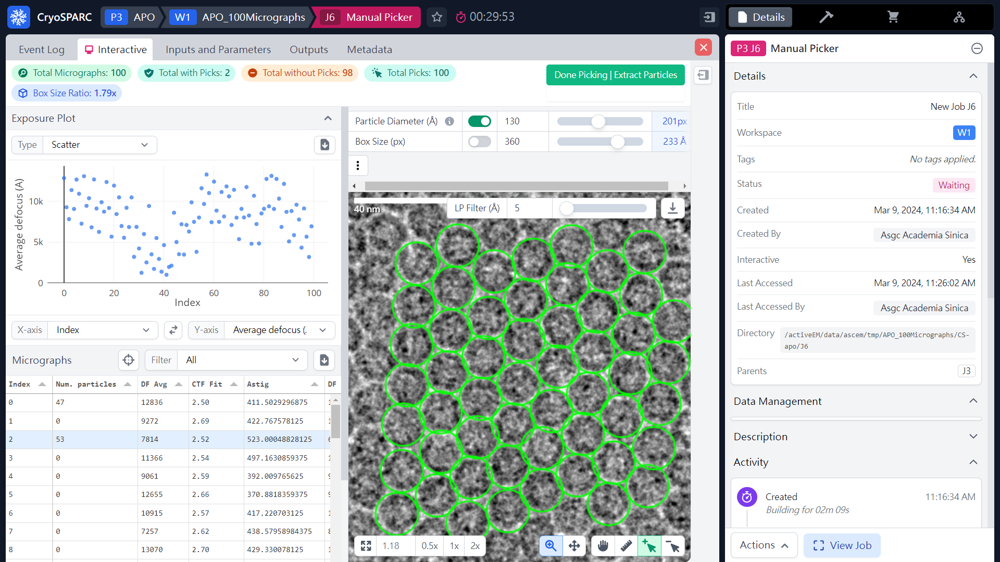 CryoSPARC P3 APO W1 APO_100Micrographs J6 Manual Picker 00:29:53
Details
Event Log Interactive Inputs and Parameters Outputs Metadata
Total Micrographs: 100 Total with Picks: 2 Total without Picks: 98 Total Picks: 100
Box Size Ratio: 1.79x
Done Picking | Extract Particles
Exposure Plot
Type Scatter
Average defocus (A)
10k
5k
0
0 20 40 60 80 100
Index
X-axis Index Y-axis Average defocus (.
Micrographs Filter All
Index Num. particles DF Avg CTF Fit Astig DF
0 47 12836 2.50 411.5029296875
1 0 9272 2.69 422.767578125
2 53 7814 2.52 523.00048828125
3 0 11366 2.54 497.1630859375
4 0 9061 2.59 392.009765625
5 0 12655 2.66 370.8818359375
6 0 10915 2.57 417.220703125
7 0 7257 2.62 438.57958984375
8 0 13070 2.70 429.330078125
Particle Diameter (Å) 130 201px
Box Size (px) 360 233 Å
40 nm
LP Filter (Å) 5
1.18 0.5x 1x 2x
P3 J6 Manual Picker
Details
Title New Job J6
Workspace W1
Tags No tags applied.
Status Waiting
Created Mar 9, 2024, 11:16:34 AM
Created By Asgc Academia Sinica
Interactive Yes
Last Accessed Mar 9, 2024, 11:26:02 AM
Last Accessed By Asgc Academia Sinica
Directory /activeEM/data/ascem/tmp/APO_100Micrographs/CS-
apo/J6
Parents J3
Data Management
Description
Activity
Created 11:16:34 AM
Building for 02m 09s
Actions View Job